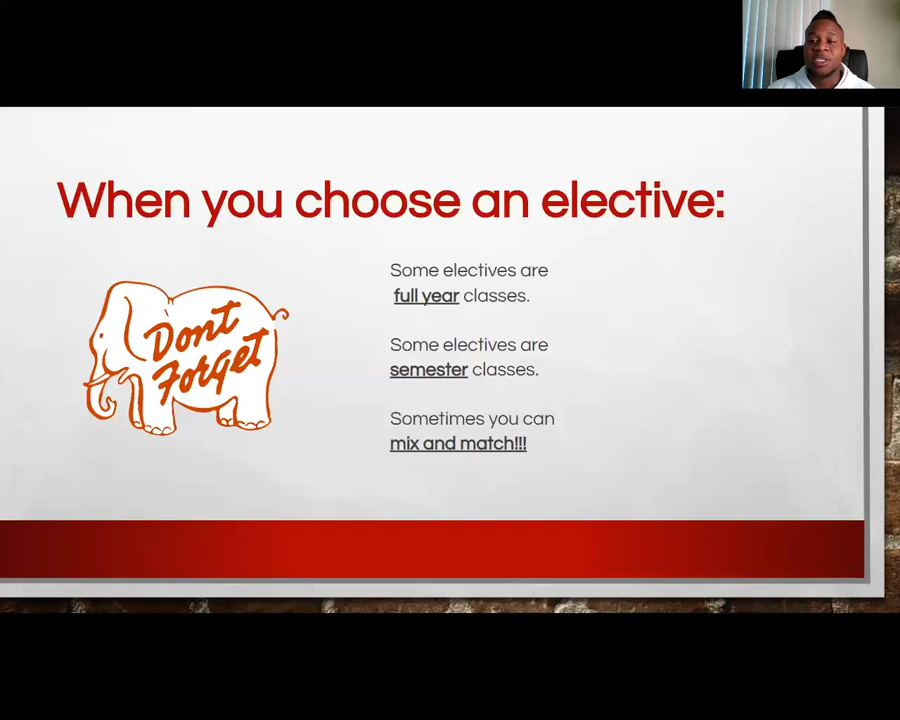 When you choose an elective:
Dont
Forget
Some electives are
full year classes.
Some electives are
semester classes.
Sometimes you can
mix and match!!!